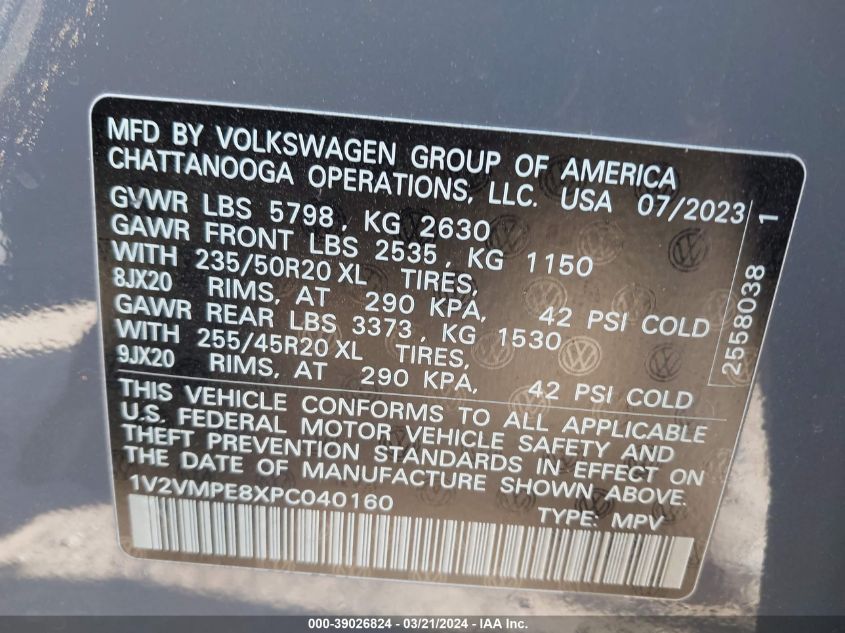 MFD BY VOLKSWAGEN GROUP OF AMERICA
CHATTANOOGA OPERATIONS, LLC. USA 07/2023
GVWR LBS 5798, KG 2630
GAWR FRONT LBS 2535, KG 1150
WITH 235/50R20 XL TIRES,
8JX20 RIMS, AT 290 KPA, 42 PSI COLD
GAWR REAR LBS 3373, KG 1530
WITH 255/45R20 XL TIRES,
9JX20 RIMS, AT 290 KPA, 42 PSI COLD
THIS VEHICLE CONFORMS TO ALL APPLICABLE
U.S. FEDERAL MOTOR VEHICLE SAFETY AND
THEFT PREVENTION STANDARDS IN EFFECT ON
THE DATE OF MANUFACTURE SHOWN ABOVE.
1V2VMPE8XPC040160 TYPE: MPV
2558038 1
000-39026824 - 03/21/2024 - IAA Inc.